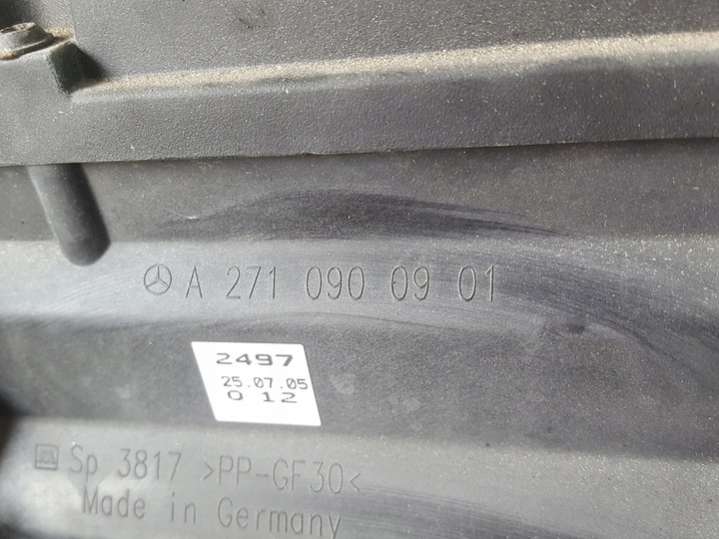 A 271 090 09 01
2497
25.07.05
0 12
Sp 3817 >PP-GF30<
Made in Germany